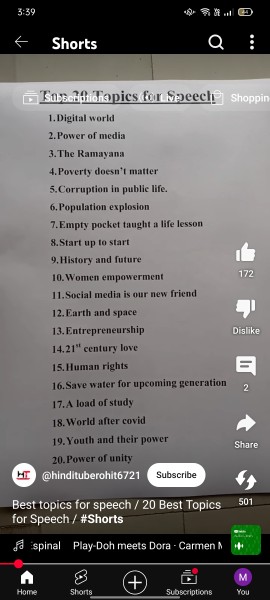 3:39
Shorts
Subscriptions
Live
Shopping
Top 20 Topics for Speech
1.Digital world
2.Power of media
3.The Ramayana
4.Poverty doesn't matter
5.Corruption in public life.
6.Population explosion
7.Empty pocket taught a life lesson
8.Start up to start
9.History and future
10.Women empowerment
11.Social media is our new friend
12.Earth and space
13.Entrepreneurship
14.21st century love
15.Human rights
16.Save water for upcoming generation
17.A load of study
18.World after covid
19.Youth and their power
20.Power of unity
172
Dislike
2
Share
501
@hindituberohit6721
Subscribe
Best topics for speech / 20 Best Topics
for Speech / #Shorts
Espinal Play-Doh meets Dora · Carmen M
Home
Shorts
Subscriptions
You